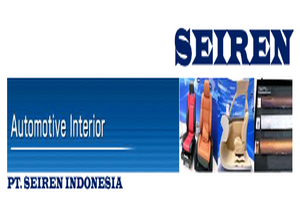 SEIREN
Automotive Interior
PT. SEIREN INDONESIA